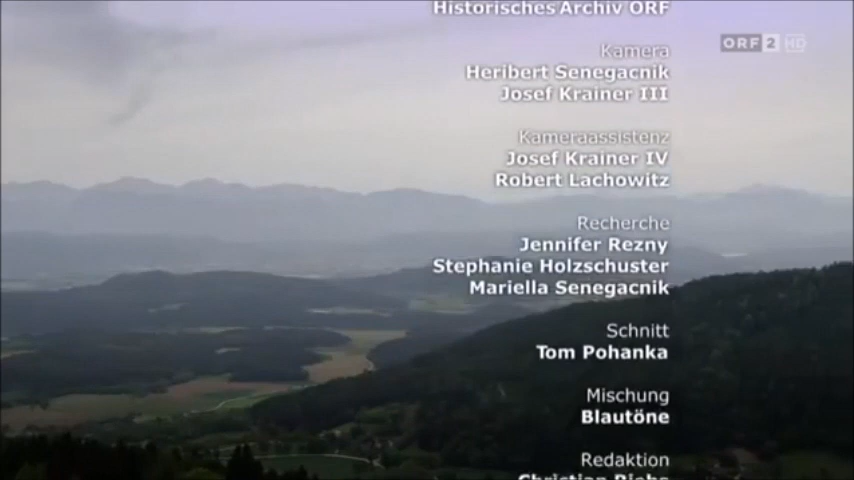 Historisches Archiv ORF
ORF 2 HD
Kamera
Heribert Senegacnik
Josef Krainer III
Kameraassistenz
Josef Krainer IV
Robert Lachowitz
Recherche
Jennifer Rezny
Stephanie Holzschuster
Mariella Senegacnik
Schnitt
Tom Pohanka
Mischung
Blautöne
Redaktion
Christian